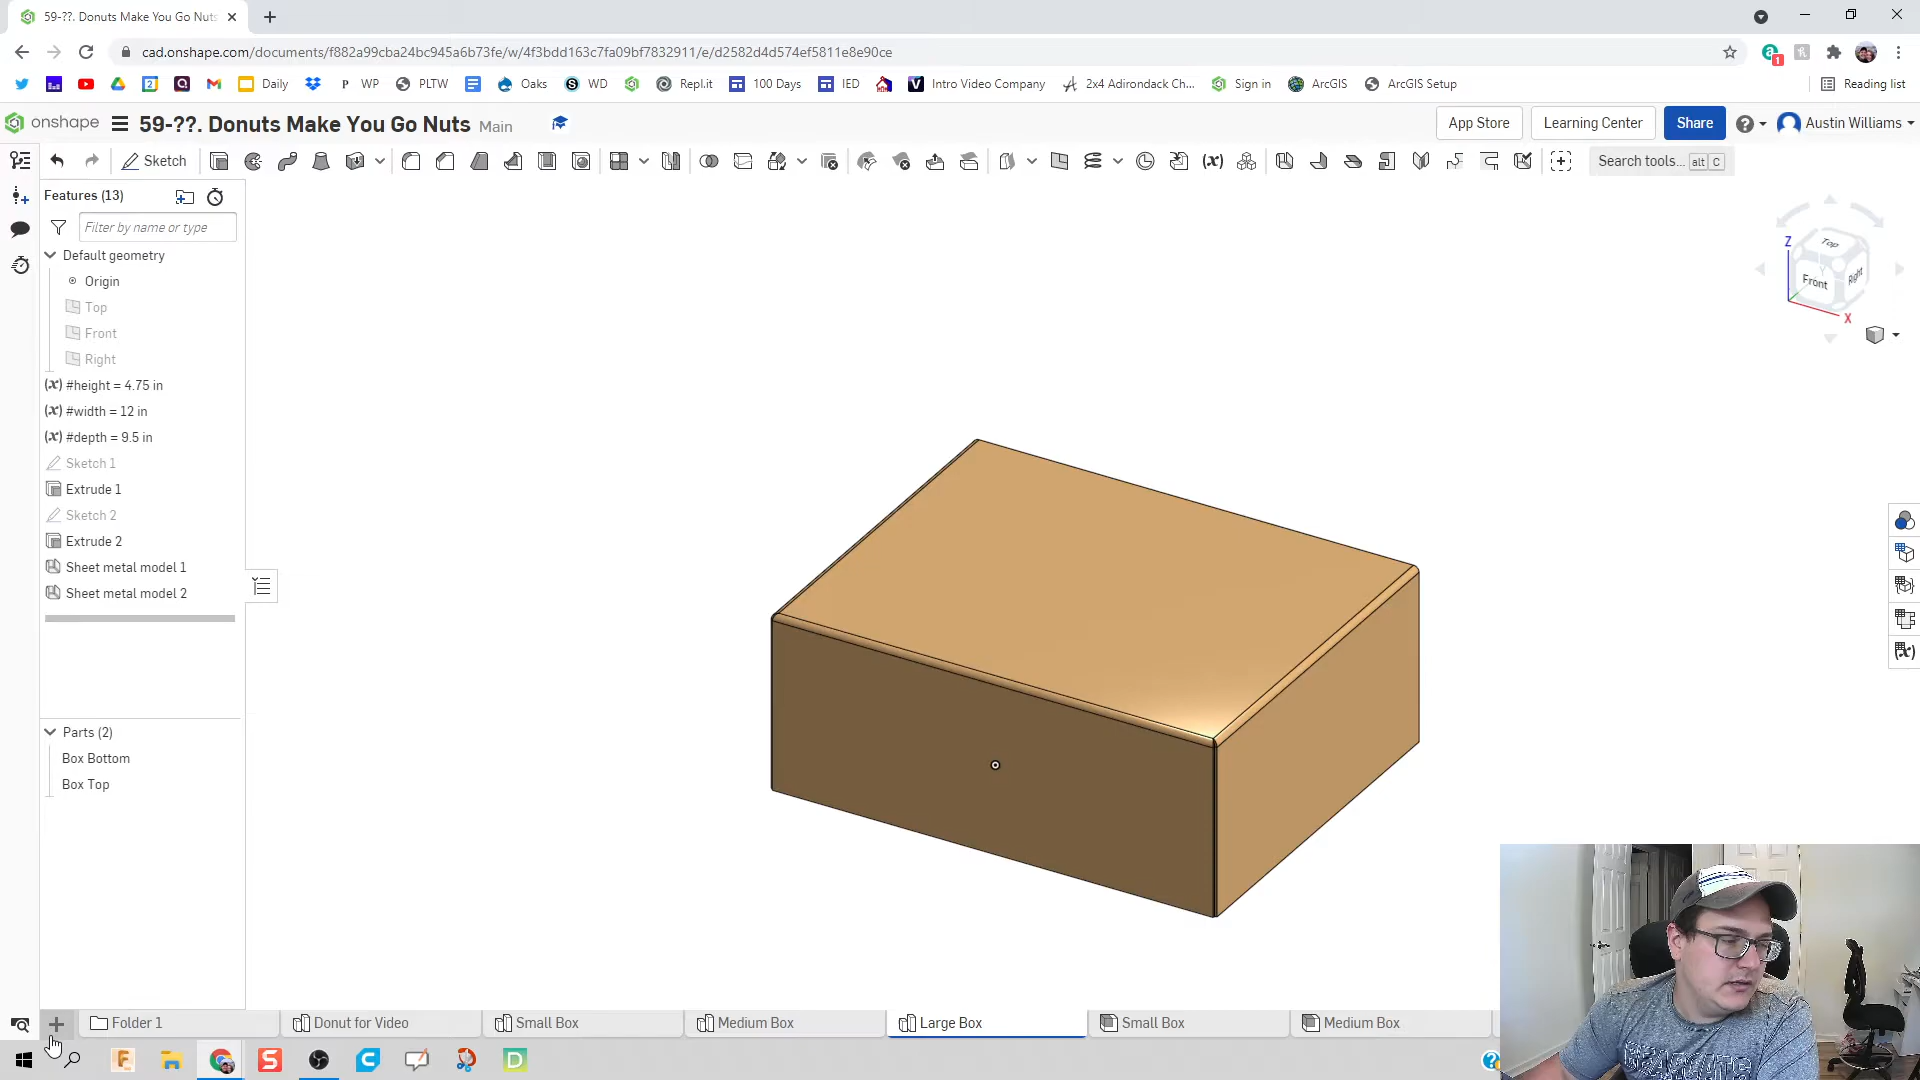 59-??. Donuts Make You Go Nuts
cad.onshape.com/documents/f882a99cba24bc945a6b73fe/w/4f3bdd163c7fa09bf7832911/e/d2582d4d574ef5811e8e90ce
1
Daily
P WP
PLTW
Oaks
WD
Repl.it
100 Days
IED
Intro Video Company
2x4 Adirondack Ch...
Sign in
ArcGIS
ArcGIS Setup
Reading list
onshape
59-??. Donuts Make You Go Nuts Main
App Store
Learning Center
Share
Austin Williams
Sketch
Search tools... alt C
Features (13)
Filter by name or type
Default geometry
Origin
Top
Front
Right
(x) #height = 4.75 in
(x) #width = 12 in
(x) #depth = 9.5 in
Sketch 1
Extrude 1
Sketch 2
Extrude 2
Sheet metal model 1
Sheet metal model 2
Parts (2)
Box Bottom
Box Top
Top
Z
Front
Right
X
Folder 1
Donut for Video
Small Box
Medium Box
Large Box
Small Box
Medium Box